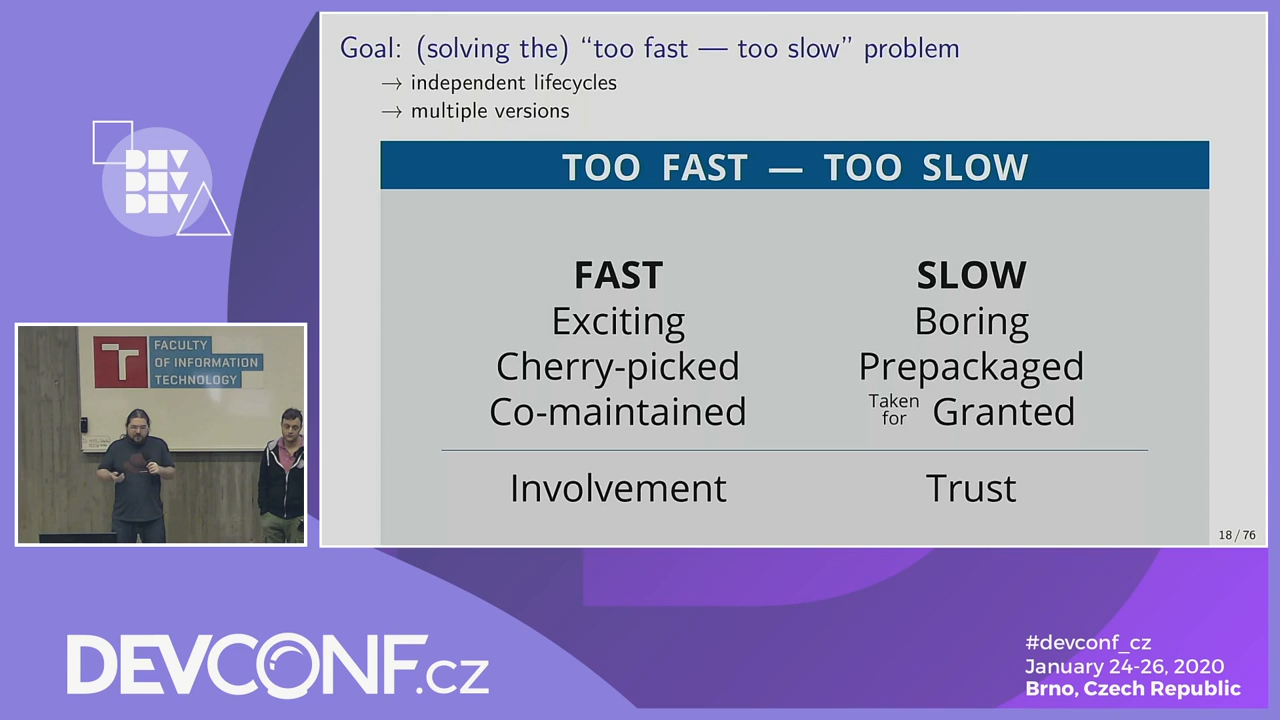 Goal: (solving the) “too fast — too slow” problem
→ independent lifecycles
→ multiple versions
TOO FAST — TOO SLOW
FAST
Exciting
Cherry-picked
Co-maintained
Involvement
SLOW
Boring
Prepackaged
Taken for Granted
Trust
18 / 76
DEV
DEV
DEV
FACULTY
OF INFORMATION
TECHNOLOGY
DEVCONF.cz
#devconf_cz
January 24-26, 2020
Brno, Czech Republic